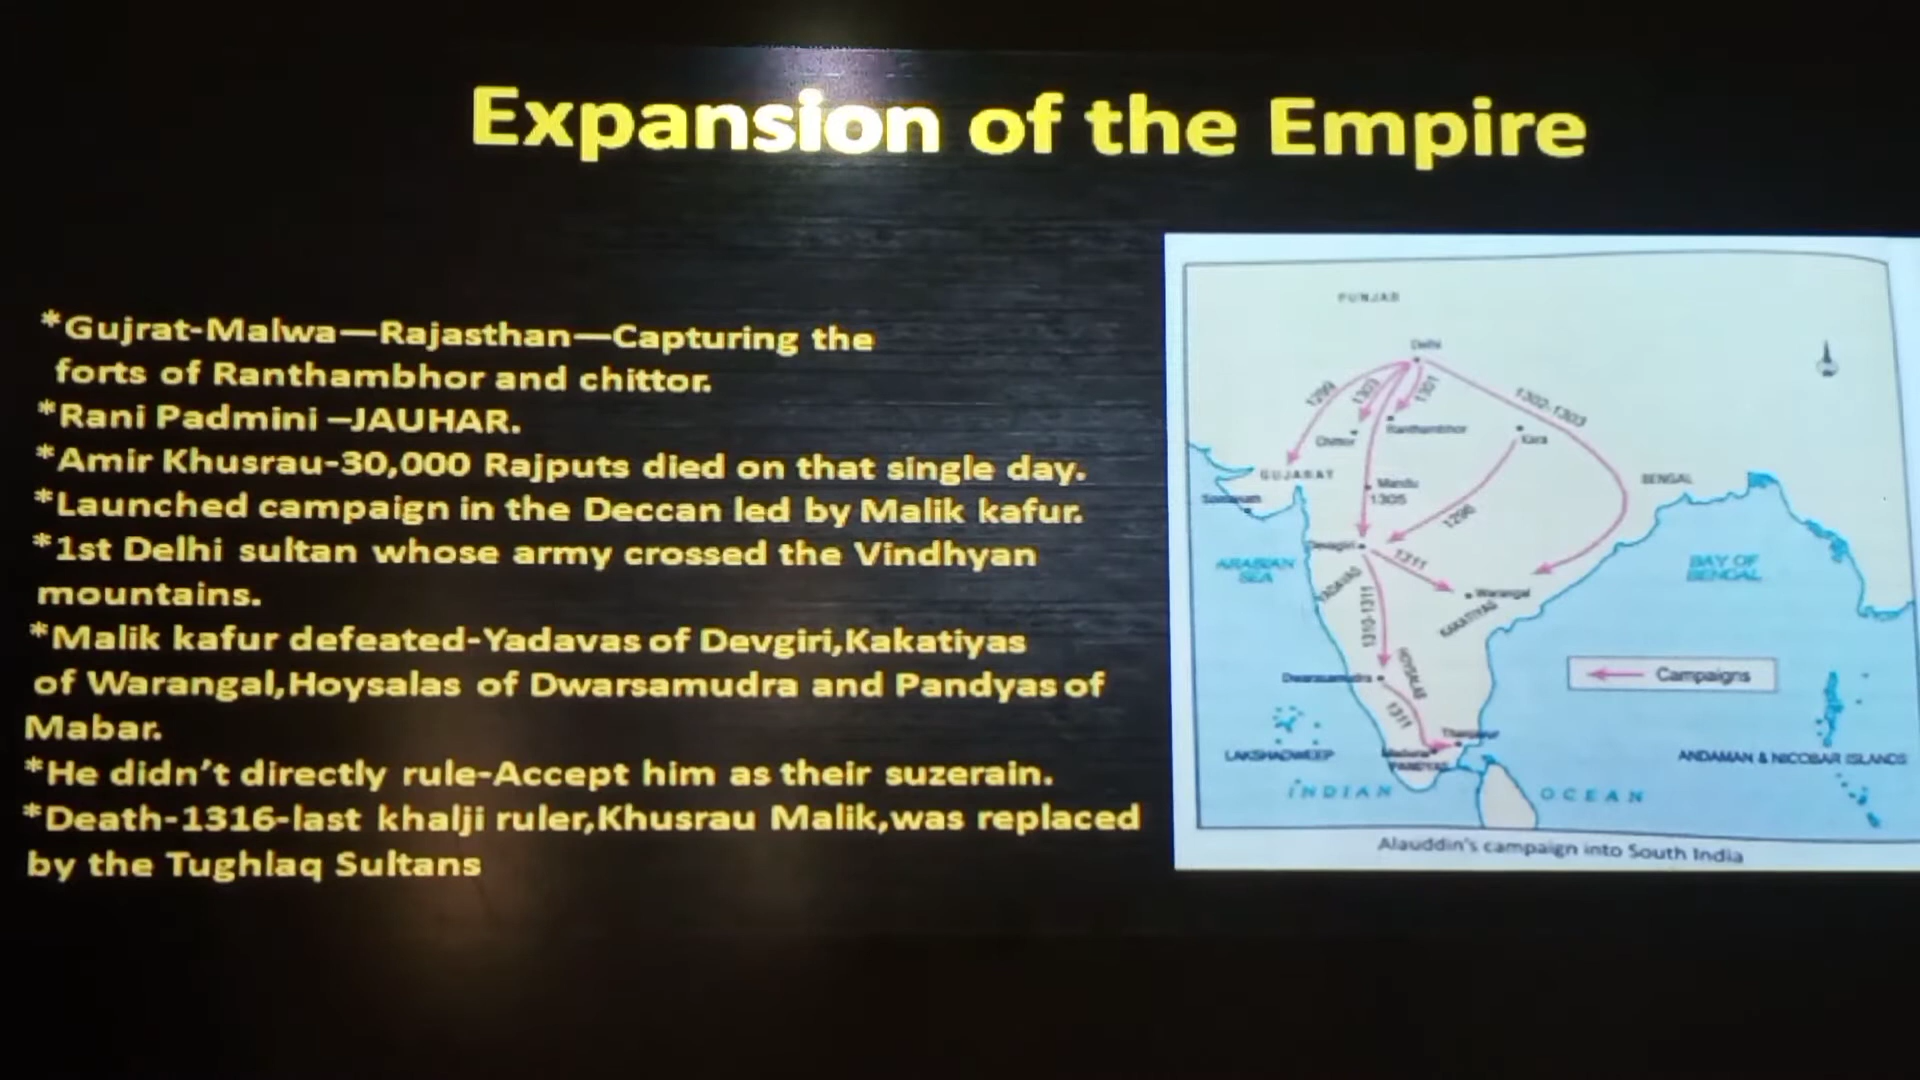 Expansion of the Empire
*Gujrat-Malwa—Rajasthan—Capturing the
forts of Ranthambhor and chittor.
*Rani Padmini –JAUHAR.
*Amir Khusrau-30,000 Rajputs died on that single day.
*Launched campaign in the Deccan led by Malik kafur.
*1st Delhi sultan whose army crossed the Vindhyan
mountains.
*Malik kafur defeated-Yadavas of Devgiri,Kakatiyas
of Warangal,Hoysalas of Dwarsamudra and Pandyas of
Mabar.
*He didn't directly rule-Accept him as their suzerain.
*Death-1316-last khalji ruler,Khusrau Malik,was replaced
by the Tughlaq Sultans
PUNJAB
Delhi
1299
1303
1301
1302-1303
Chittor
Ranthambhor
Kara
GUJARAT
Somnath
Mandu
1305
BENGAL
1296
Devagiri
1311
ARABIAN
SEA
BAY OF
BENGAL
YADAVAS
Warangal
KAKATIYAS
1310-1311
HOYSALAS
Dwarasamudra
Campaigns
1311
Thanjavur
Madurai
PANDYAS
LAKSHADWEEP
ANDAMAN & NICOBAR ISLANDS
INDIAN OCEAN
Alauddin's campaign into South India